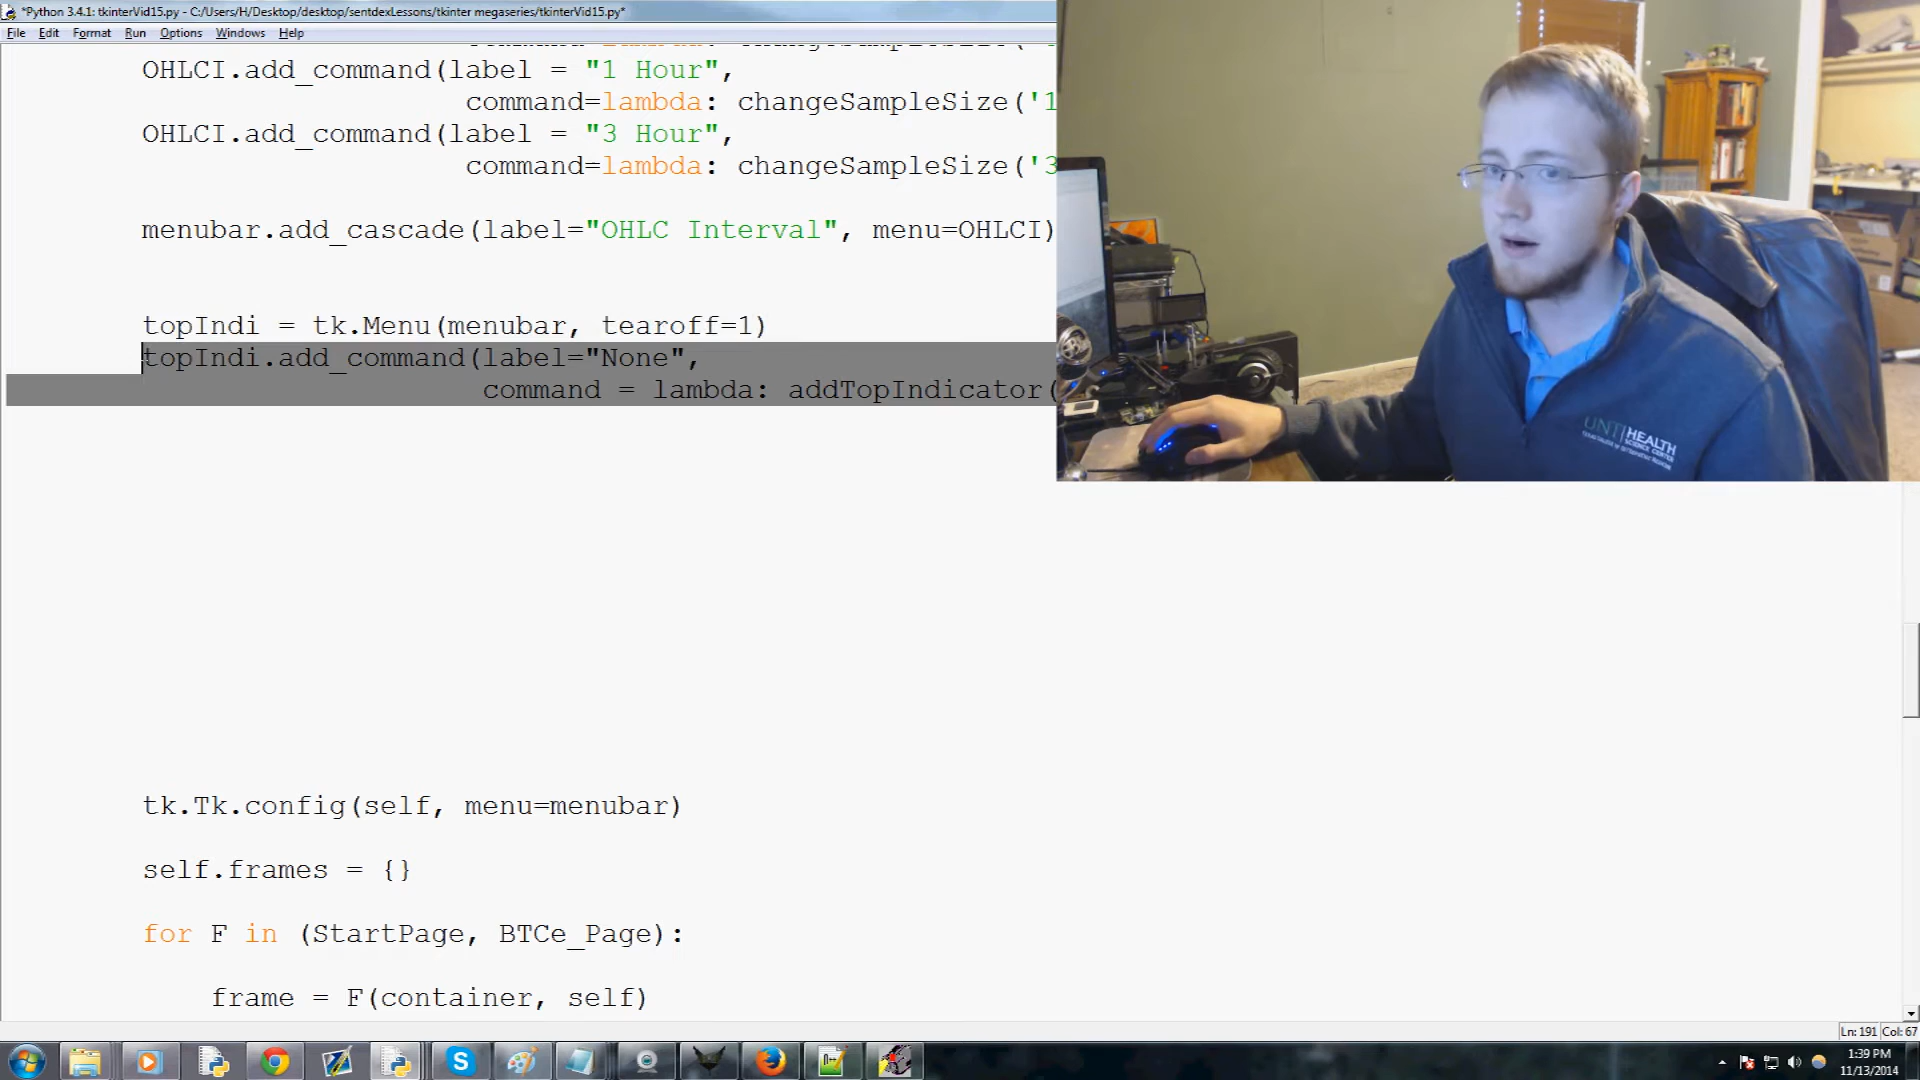 *Python 3.4.1: tkinterVid15.py - C:/Users/H/Desktop/desktop/sentdexLessons/tkinter megaseries/tkinterVid15.py*
File Edit Format Run Options Windows Help
OHLCI.add_command(label = "1 Hour",
command=lambda: changeSampleSize('1
OHLCI.add_command(label = "3 Hour",
command=lambda: changeSampleSize('3
menubar.add_cascade(label="OHLC Interval", menu=OHLCI)
topIndi = tk.Menu(menubar, tearoff=1)
topIndi.add_command(label="None",
command = lambda: addTopIndicator(
UNT HEALTH
SCIENCE CENTER
tk.Tk.config(self, menu=menubar)
self.frames = {}
for F in (StartPage, BTCe_Page):
frame = F(container, self)
Ln: 191 Col: 67
1:39 PM
11/13/2014